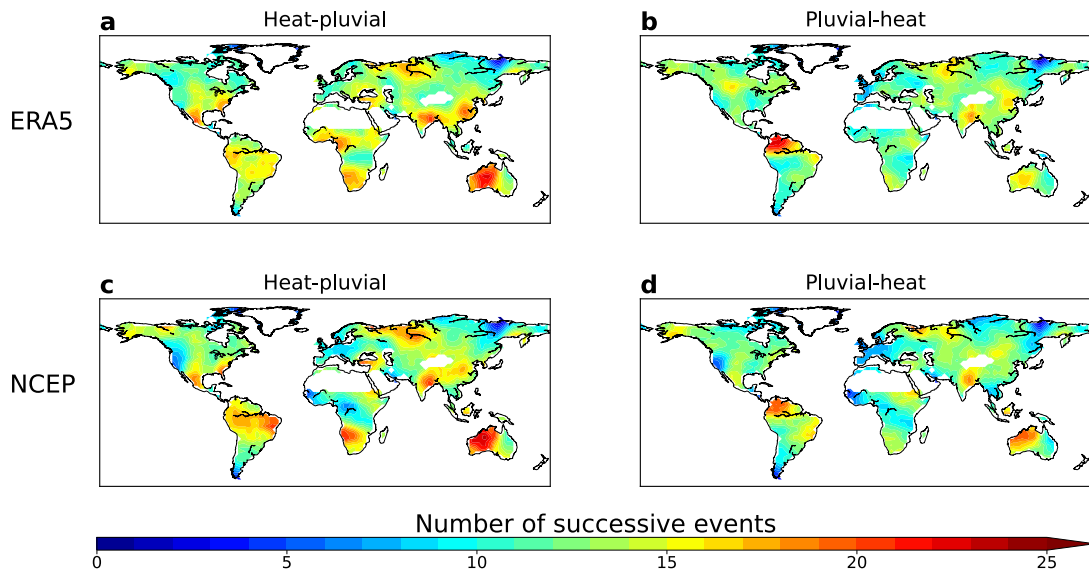 a Heat-pluvial
b Pluvial-heat
ERA5
c Heat-pluvial
d Pluvial-heat
NCEP
Number of successive events
0 5 10 15 20 25